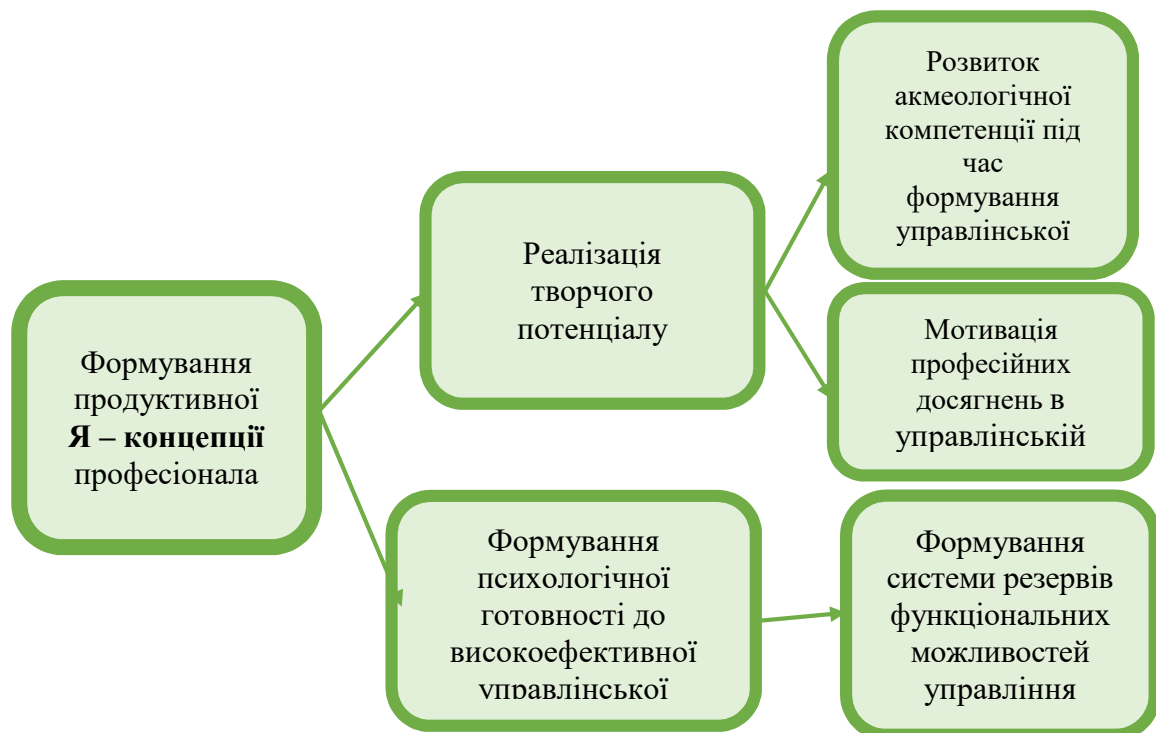 Формування
продуктивної
Я – концепції
професіонала
Реалізація
творчого
потенціалу
Розвиток
акмеологічної
компетенції під
час
формування
управлінської
Мотивація
професійних
досягнень в
управлінській
Формування
психологічної
готовності до
високоефективної
управлінської
Формування
системи резервів
функціональних
можливостей
управління